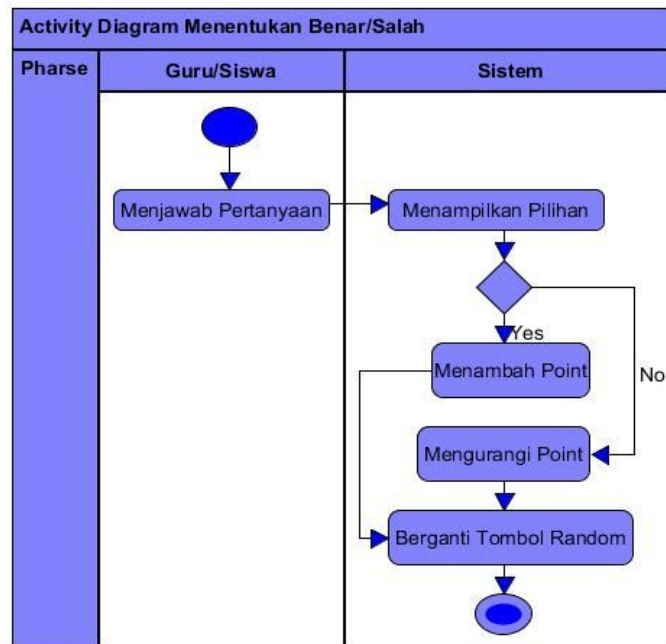 Activity Diagram Menentukan Benar/Salah
Pharse
Guru/Siswa
Sistem
Menjawab Pertanyaan
Menampilkan Pilihan
Yes
Menambah Point
No
Mengurangi Point
Berganti Tombol Random